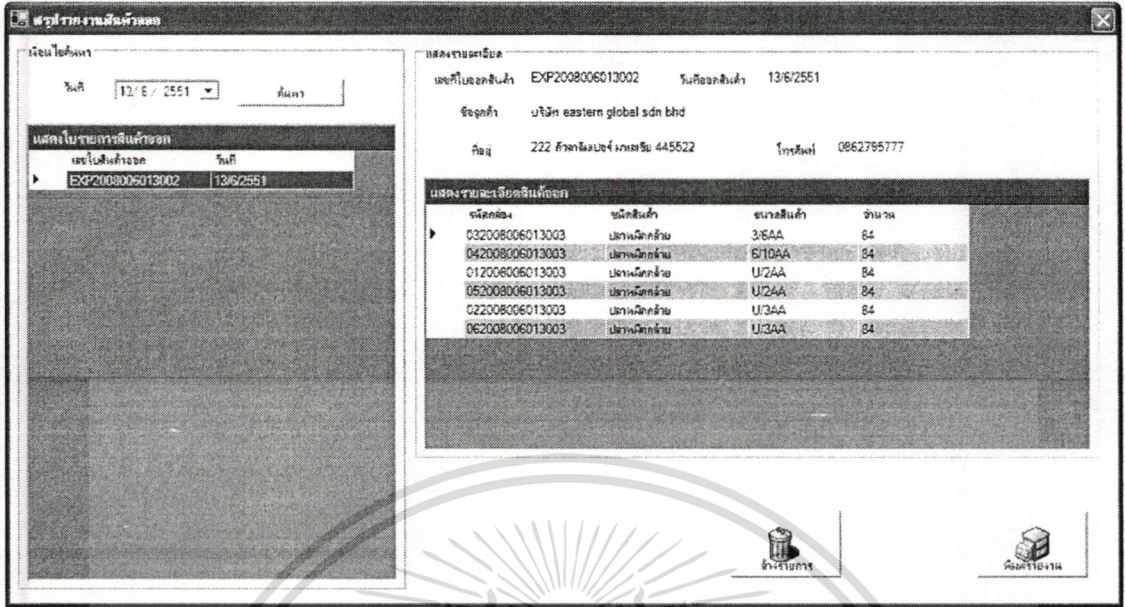 สรุปรายงานสินค้าออก
เงื่อนไขค้นหา
วันที่ 13/ 6 / 2551 ค้นหา
แสดงใบรายการสินค้าออก
เลขใบสินค้าออก วันที่
EXP2008006013002 13/6/2551
แสดงรายละเอียด
เลขที่ใบออกสินค้า EXP2008006013002 วันที่ออกสินค้า 13/6/2551
ชื่อลูกค้า บริษัท eastern global sdn bhd
ที่อยู่ 222 กัวลาลัมเปอร์ มาเลเซีย 445522 โทรศัพท์ 0862795777
แสดงรายละเอียดสินค้าออก
รหัสกล่อง ชนิดสินค้า ขนาดสินค้า จำนวน
032008006013003 ปลาหมึกกล้วย 3/6AA 84
042008006013003 ปลาหมึกกล้วย 6/10AA 84
012008006013003 ปลาหมึกกล้วย U/2AA 84
052008006013003 ปลาหมึกกล้วย U/2AA 84
022008006013003 ปลาหมึกกล้วย U/3AA 84
062008006013003 ปลาหมึกกล้วย U/3AA 84
ล้างรายการ
พิมพ์รายงาน